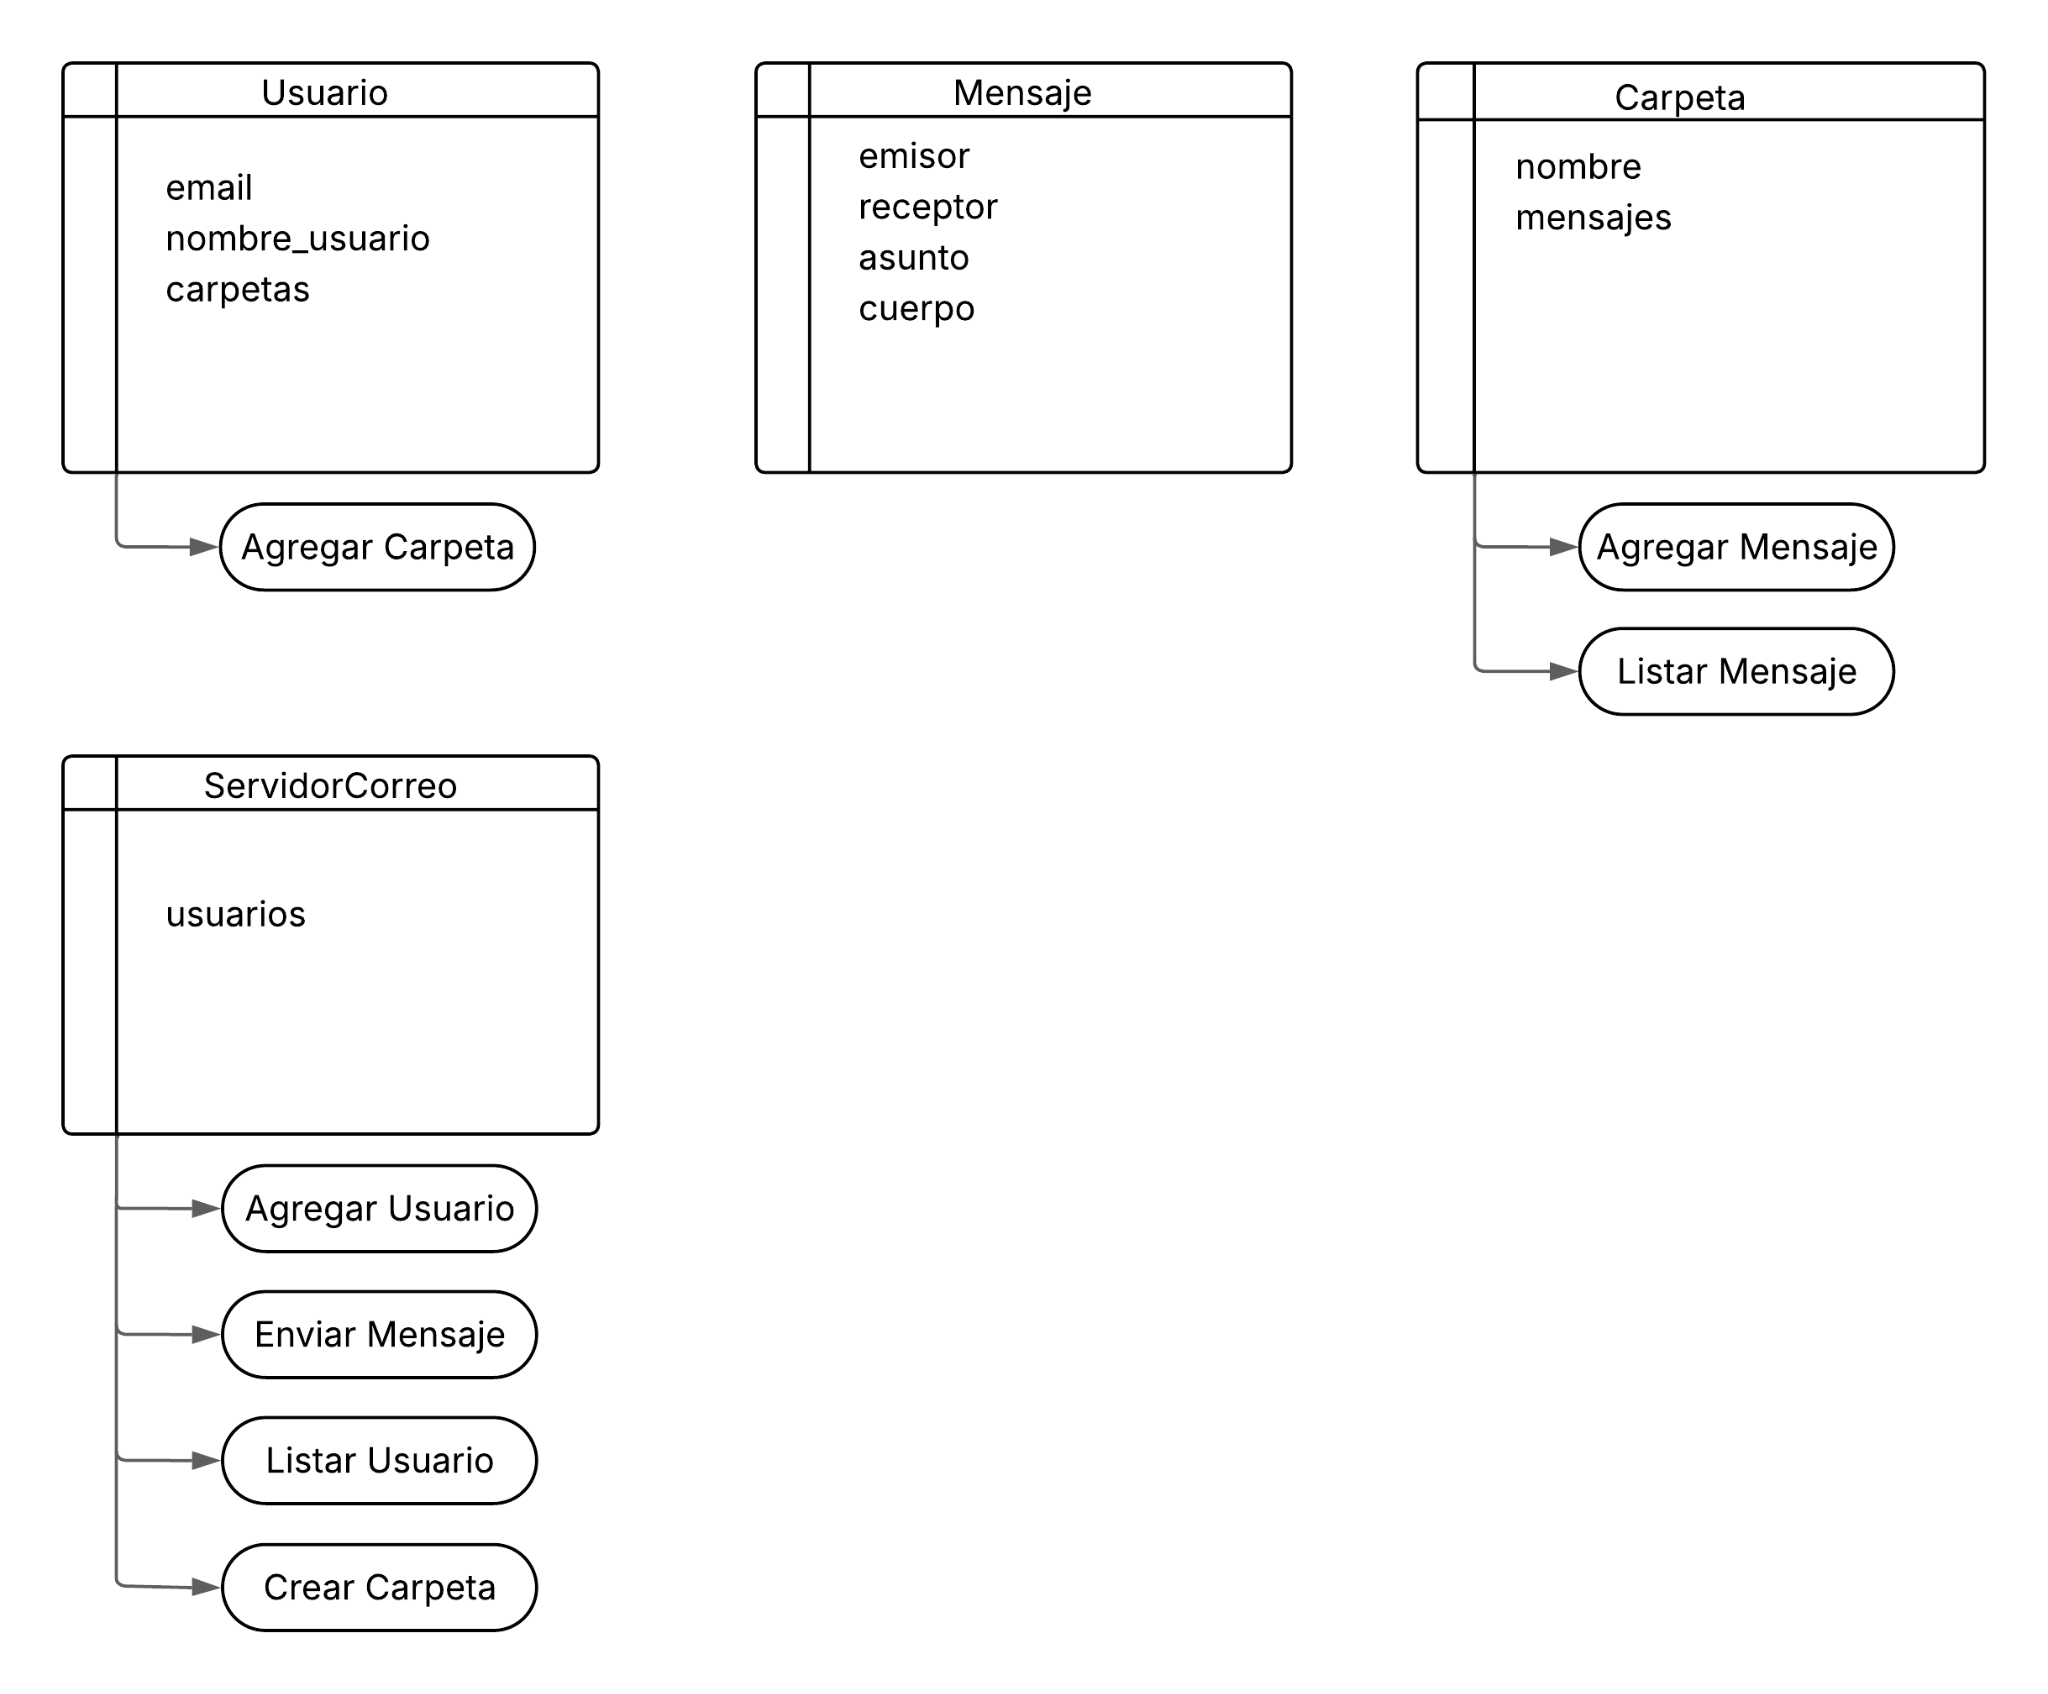 Usuario
email
nombre_usuario
carpetas
Agregar Carpeta
Mensaje
emisor
receptor
asunto
cuerpo
Carpeta
nombre
mensajes
Agregar Mensaje
Listar Mensaje
ServidorCorreo
usuarios
Agregar Usuario
Enviar Mensaje
Listar Usuario
Crear Carpeta